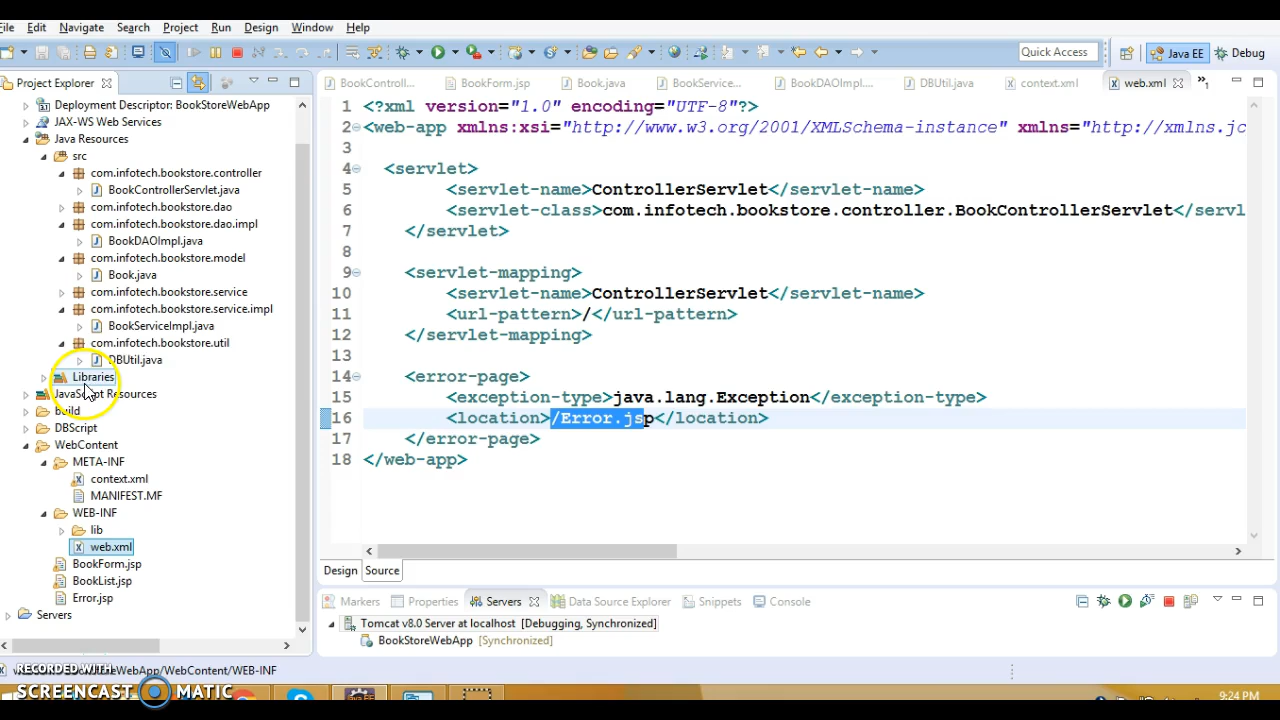 File Edit Navigate Search Project Run Design Window Help
Quick Access
Java EE
Debug
Project Explorer
BookControll...
BookForm.jsp
Book.java
BookService...
BookDAOImpl....
DBUtil.java
context.xml
web.xml
1
Deployment Descriptor: BookStoreWebApp
JAX-WS Web Services
Java Resources
src
com.infotech.bookstore.controller
BookControllerServlet.java
com.infotech.bookstore.dao
com.infotech.bookstore.dao.impl
BookDAOImpl.java
com.infotech.bookstore.model
Book.java
com.infotech.bookstore.service
com.infotech.bookstore.service.impl
BookServiceImpl.java
com.infotech.bookstore.util
DBUtil.java
Libraries
JavaScript Resources
build
DBScript
WebContent
META-INF
context.xml
MANIFEST.MF
WEB-INF
lib
web.xml
BookForm.jsp
BookList.jsp
Error.jsp
Servers
1 <?xml version="1.0" encoding="UTF-8"?>
2 <web-app xmlns:xsi="http://www.w3.org/2001/XMLSchema-instance" xmlns="http://xmlns.jc
3
4 <servlet>
5 <servlet-name>ControllerServlet</servlet-name>
6 <servlet-class>com.infotech.bookstore.controller.BookControllerServlet</servl
7 </servlet>
8
9 <servlet-mapping>
10 <servlet-name>ControllerServlet</servlet-name>
11 <url-pattern>/</url-pattern>
12 </servlet-mapping>
13
14 <error-page>
15 <exception-type>java.lang.Exception</exception-type>
16 <location>/Error.jsp</location>
17 </error-page>
18 </web-app>
Design Source
Markers
Properties
Servers
Data Source Explorer
Snippets
Console
Tomcat v8.0 Server at localhost [Debugging, Synchronized]
BookStoreWebApp [Synchronized]
RECORDED WITH
SCREENCAST MATIC
WebApp/WebContent/WEB-INF
9:24 PM